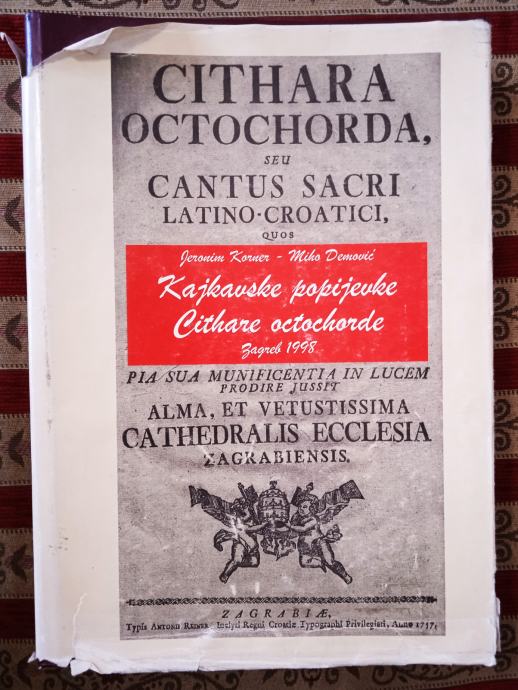 CITHARA
OCTOCHORDA,
SEU
CANTUS SACRI
LATINO-CROATICI,
QUOS
Jeronim Korner - Miho Demović
Kajkavske popijevke
Cithare octochorde
Zagreb 1998
PIA SUA MUNIFICENTIA IN LUCEM
PRODIRE JUSSIT
ALMA, ET VETUSTISSIMA
CATHEDRALIS ECCLESIA
ZAGRABIENSIS.
ZAGRABIÆ,
Typis ANTONII REINER, Inclyti Regni Croatiæ Typographi Privilegiati, Anno 1757.